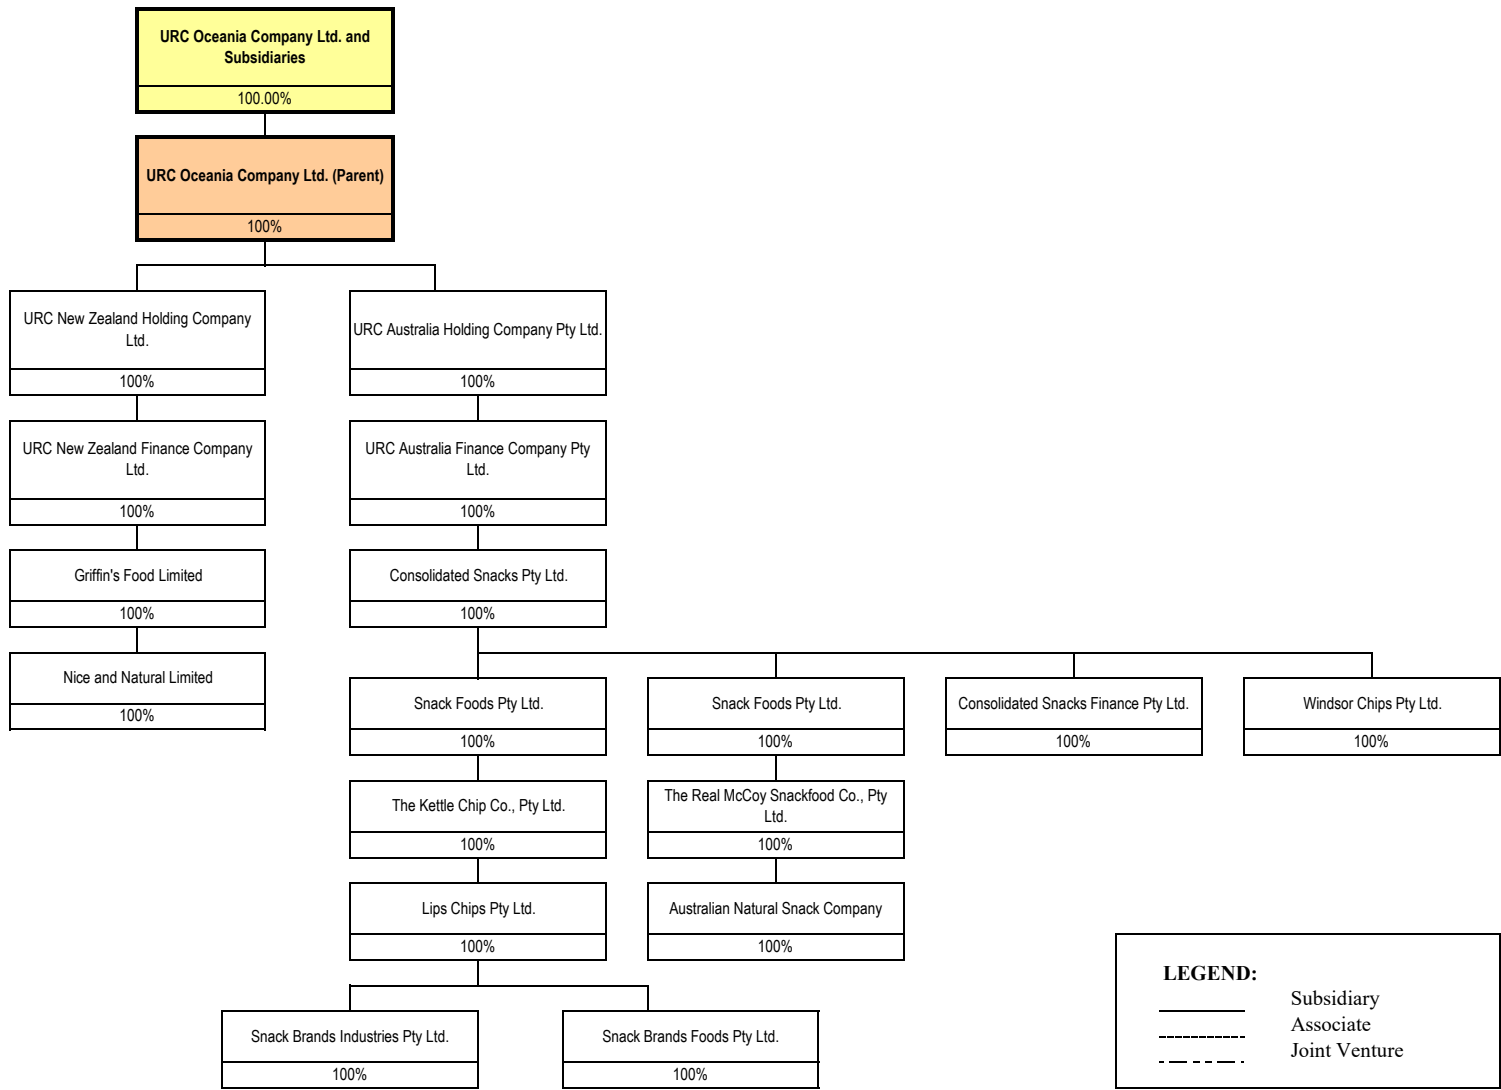 URC Oceania Company Ltd. and
Subsidiaries
100.00%
URC Oceania Company Ltd. (Parent)
100%
URC New Zealand Holding Company
Ltd.
100%
URC Australia Holding Company Pty Ltd.
100%
URC New Zealand Finance Company
Ltd.
100%
URC Australia Finance Company Pty
Ltd.
100%
Griffin's Food Limited
100%
Consolidated Snacks Pty Ltd.
100%
Nice and Natural Limited
100%
Snack Foods Pty Ltd.
100%
Snack Foods Pty Ltd.
100%
Consolidated Snacks Finance Pty Ltd.
100%
Windsor Chips Pty Ltd.
100%
The Kettle Chip Co., Pty Ltd.
100%
The Real McCoy Snackfood Co., Pty
Ltd.
100%
Lips Chips Pty Ltd.
100%
Australian Natural Snack Company
100%
Snack Brands Industries Pty Ltd.
100%
Snack Brands Foods Pty Ltd.
100%
LEGEND:
Subsidiary
Associate
Joint Venture